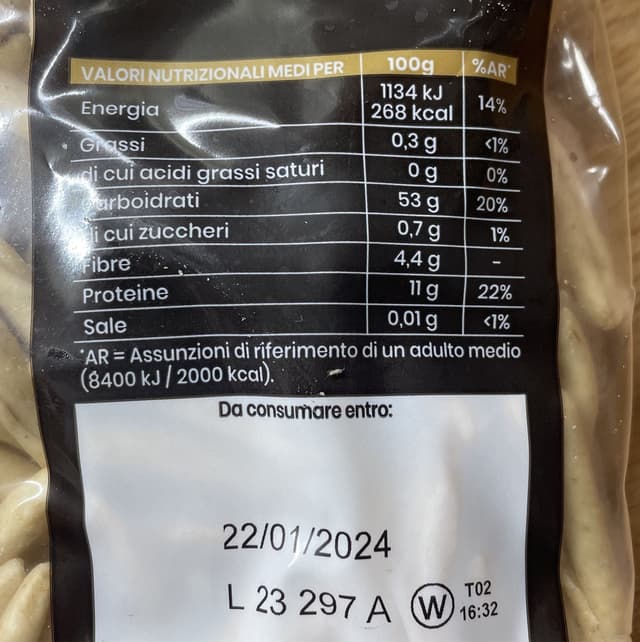 VALORI NUTRIZIONALI MEDI PER 100g %AR*
Energia 1134 kJ 268 kcal 14%
Grassi 0,3 g <1%
di cui acidi grassi saturi 0 g 0%
Carboidrati 53 g 20%
di cui zuccheri 0,7 g 1%
Fibre 4,4 g -
Proteine 11 g 22%
Sale 0,01 g <1%
*AR = Assunzioni di riferimento di un adulto medio
(8400 kJ / 2000 kcal).
Da consumare entro:
22/01/2024
L 23 297 A W T02 16:32